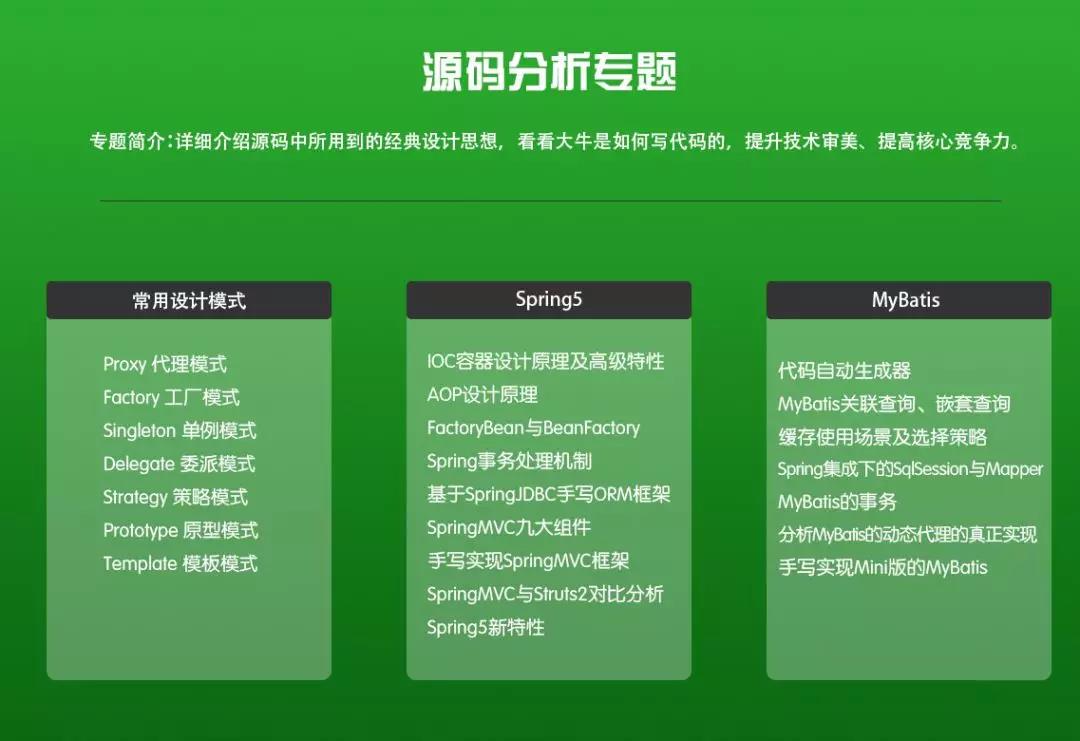 源码分析专题
专题简介：详细介绍源码中所用到的经典设计思想，看看大牛是如何写代码的，提升技术审美、提高核心竞争力。
常用设计模式
Proxy 代理模式
Factory 工厂模式
Singleton 单例模式
Delegate 委派模式
Strategy 策略模式
Prototype 原型模式
Template 模板模式
Spring5
IOC容器设计原理及高级特性
AOP设计原理
FactoryBean与BeanFactory
Spring事务处理机制
基于SpringJDBC手写ORM框架
SpringMVC九大组件
手写实现SpringMVC框架
SpringMVC与Struts2对比分析
Spring5新特性
MyBatis
代码自动生成器
MyBatis关联查询、嵌套查询
缓存使用场景及选择策略
Spring集成下的SqlSession与Mapper
MyBatis的事务
分析MyBatis的动态代理的真正实现
手写实现Mini版的MyBatis